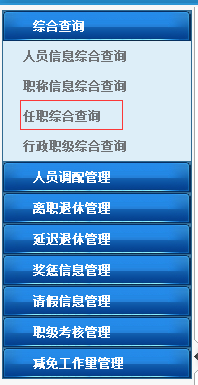 综合查询
人员信息综合查询
职称信息综合查询
任职综合查询
行政职级综合查询
人员调配管理
离职退休管理
延迟退休管理
奖惩信息管理
请假信息管理
职级考核管理
减免工作量管理